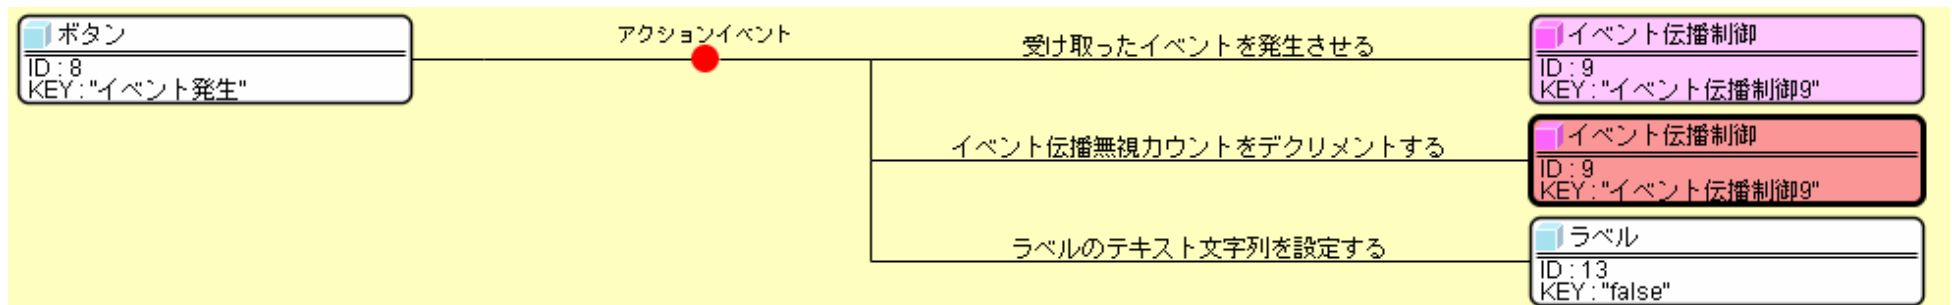 ボタン
ID : 8
KEY : "イベント発生"
アクションイベント
受け取ったイベントを発生させる
イベント伝播制御
ID : 9
KEY : "イベント伝播制御9"
イベント伝播無視カウントをデクリメントする
イベント伝播制御
ID : 9
KEY : "イベント伝播制御9"
ラベルのテキスト文字列を設定する
ラベル
ID : 13
KEY : "false"